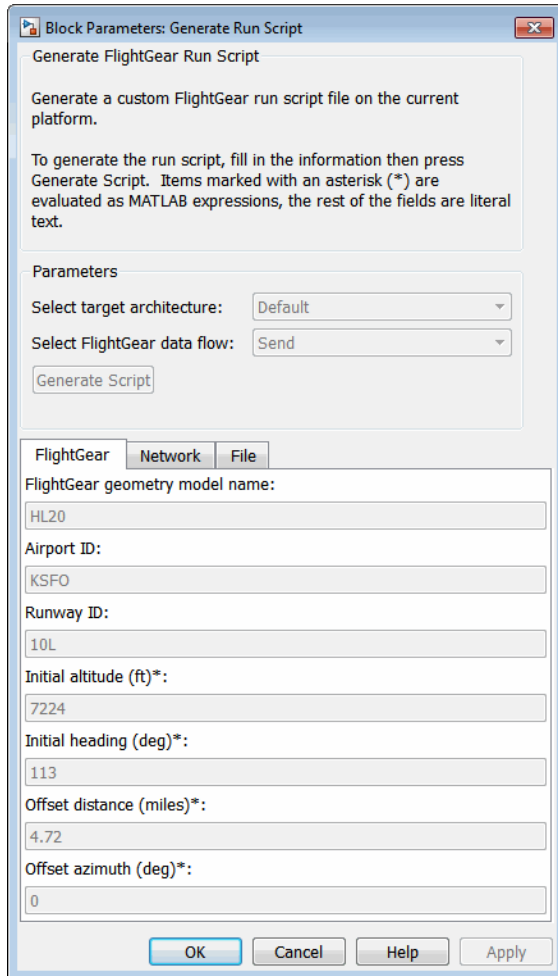 Block Parameters: Generate Run Script
Generate FlightGear Run Script
Generate a custom FlightGear run script file on the current
platform.
To generate the run script, fill in the information then press
Generate Script.  Items marked with an asterisk (*) are
evaluated as MATLAB expressions, the rest of the fields are literal
text.
Parameters
Select target architecture: Default
Select FlightGear data flow: Send
Generate Script
FlightGear Network File
FlightGear geometry model name:
HL20
Airport ID:
KSFO
Runway ID:
10L
Initial altitude (ft)*:
7224
Initial heading (deg)*:
113
Offset distance (miles)*:
4.72
Offset azimuth (deg)*:
0
OK Cancel Help Apply